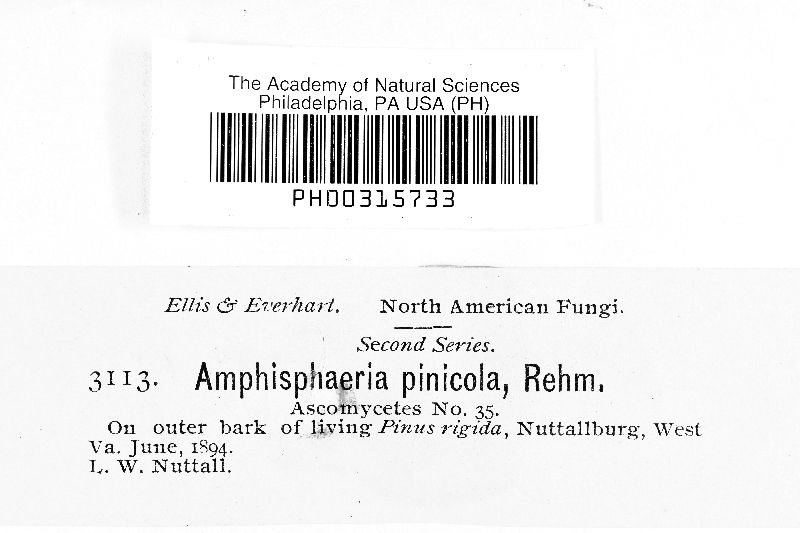 The Academy of Natural Sciences
Philadelphia, PA USA (PH)
PH00315733
Ellis & Everhart. North American Fungi.
Second Series.
3113. Amphisphaeria pinicola, Rehm.
Ascomycetes No. 35.
On outer bark of living Pinus rigida, Nuttallburg, West
Va. June, 1894.
L. W. Nuttall.